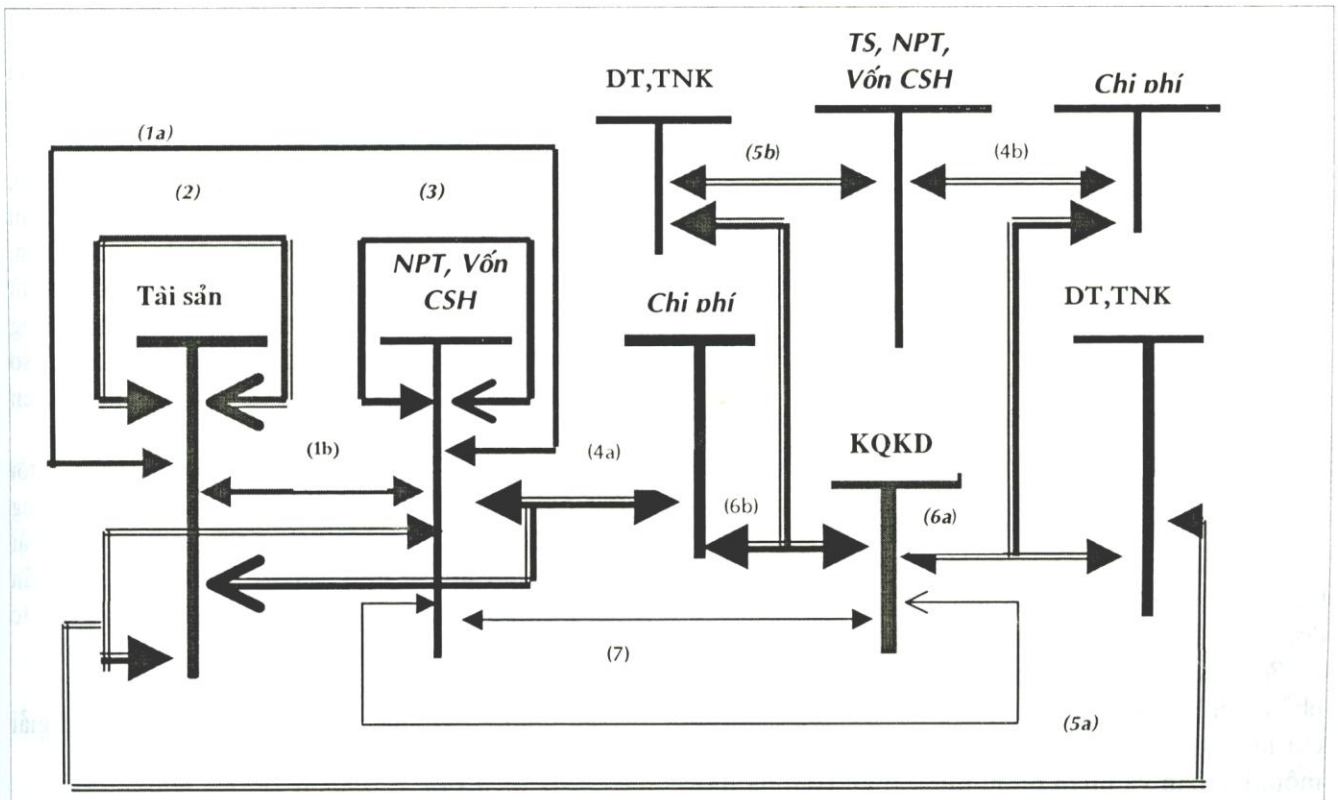 TS, NPT,
Vốn CSH
DT,TNK
Chi phí
(1a)
(5b)
(4b)
(2)
(3)
NPT, Vốn
CSH
Tài sản
Chi phí
DT,TNK
(1b)
(4a)
KQKD
(6b)
(6a)
(7)
(5a)